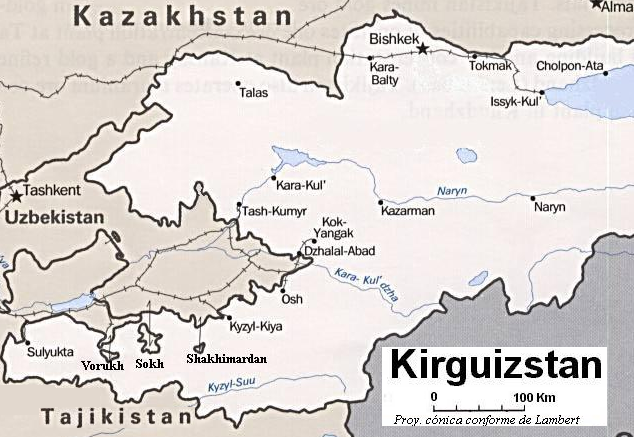 Kazakhstan
Alma
Bishkek
Kara-
Balty
Tokmak
Cholpon-Ata
Issyk-Kul'
Talas
Tashkent
Uzbekistan
Kara-Kul'
Naryn
Tash-Kumyr
Kazarman
Naryn
Kok-
Yangak
Dzhalal-Abad
Kara- Kul'dzha
Osh
Kyzyl-Kiya
Sulyukta
Vorukh
Sokh
Shakhimardan
Kyzyl-Suu
Tajikistan
Kirguizstan
0 100 Km
Proy. cónica conforme de Lambert